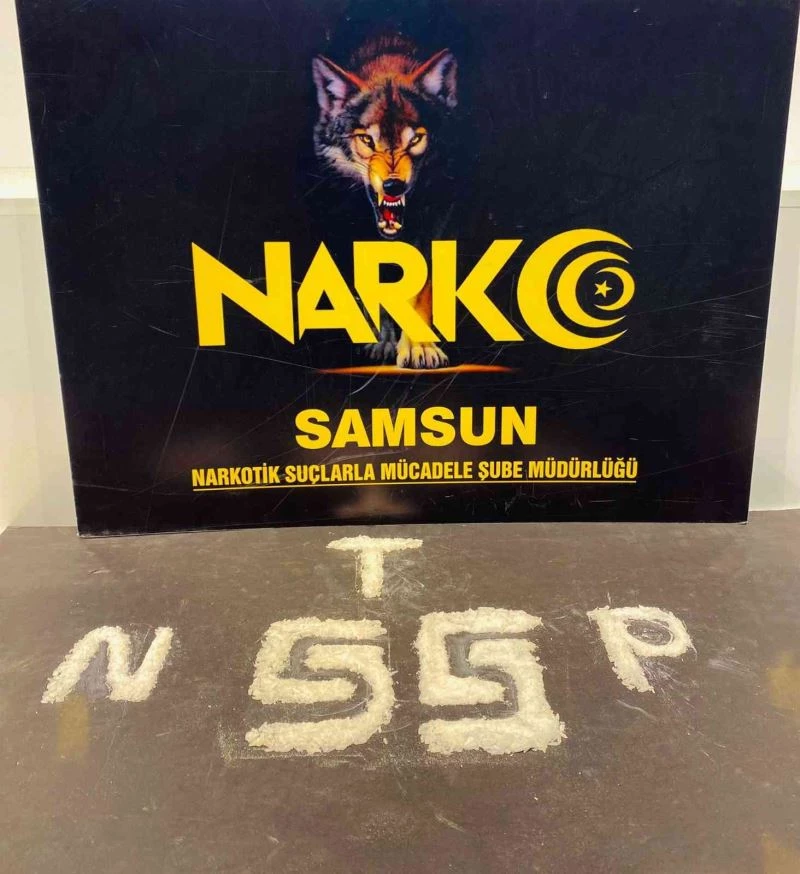 NARKO
SAMSUN
NARKOTİK SUÇLARLA MÜCADELE ŞUBE MÜDÜRLÜĞÜ
T
N 55 P